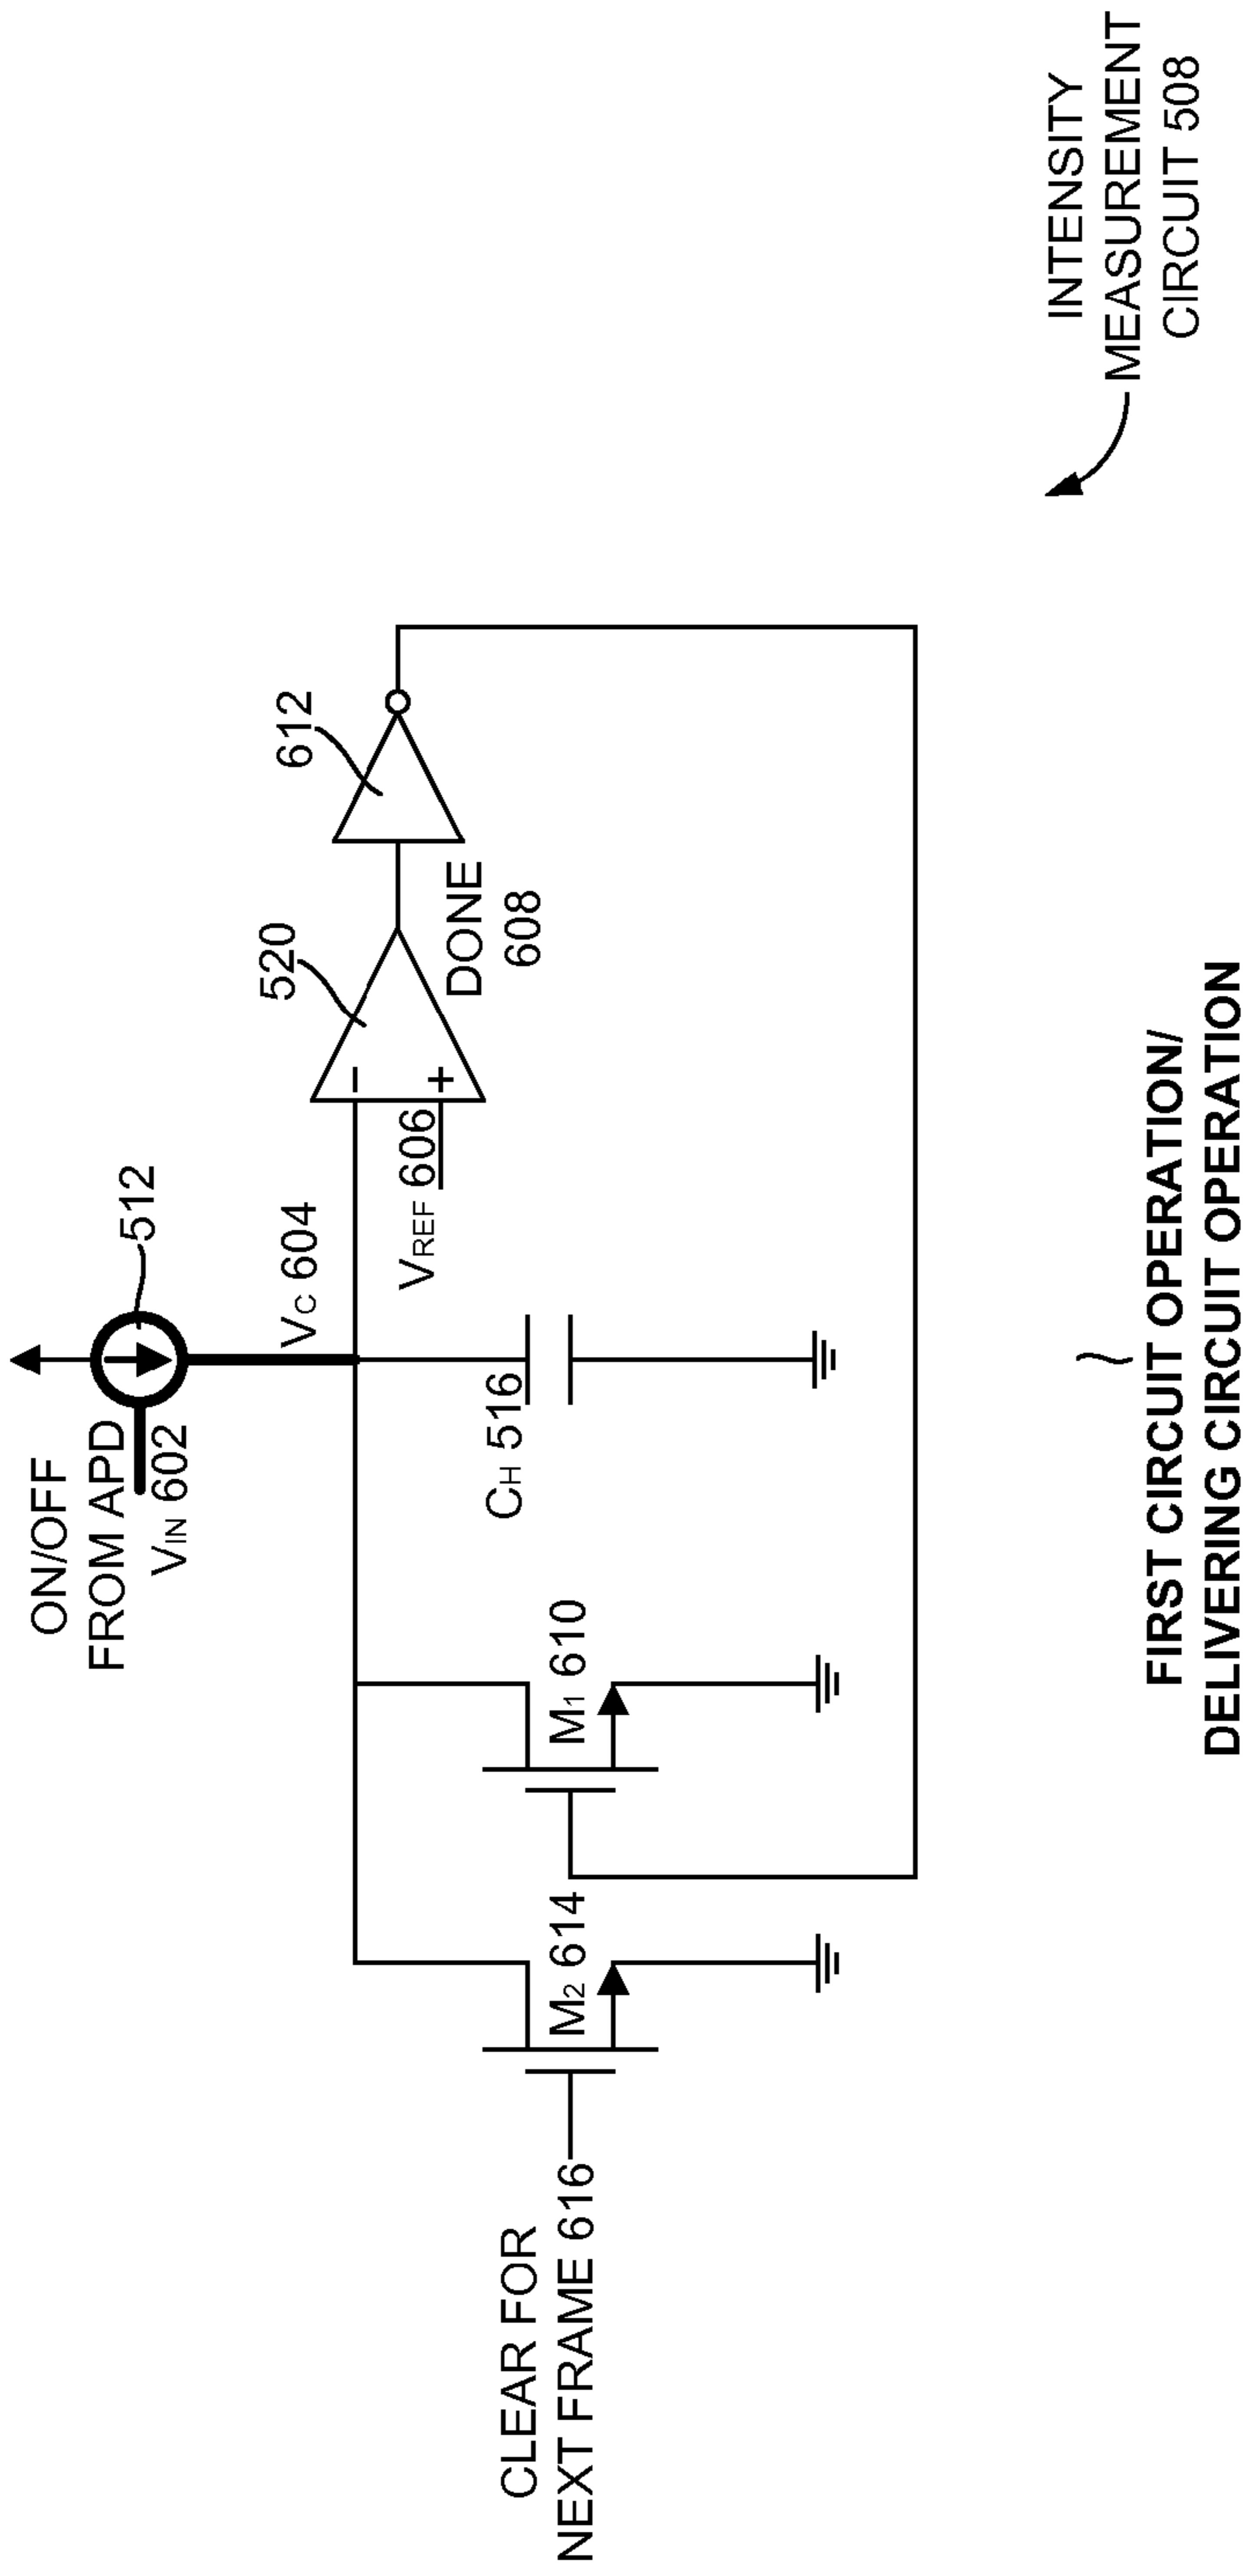 ON/OFF
FROM APD
VIN 602
512
VC 604
520
612
VREF 606
DONE
608
CH 516
M1 610
M2 614
CLEAR FOR
NEXT FRAME 616
INTENSITY
MEASUREMENT
CIRCUIT 508
FIRST CIRCUIT OPERATION/
DELIVERING CIRCUIT OPERATION
−
+